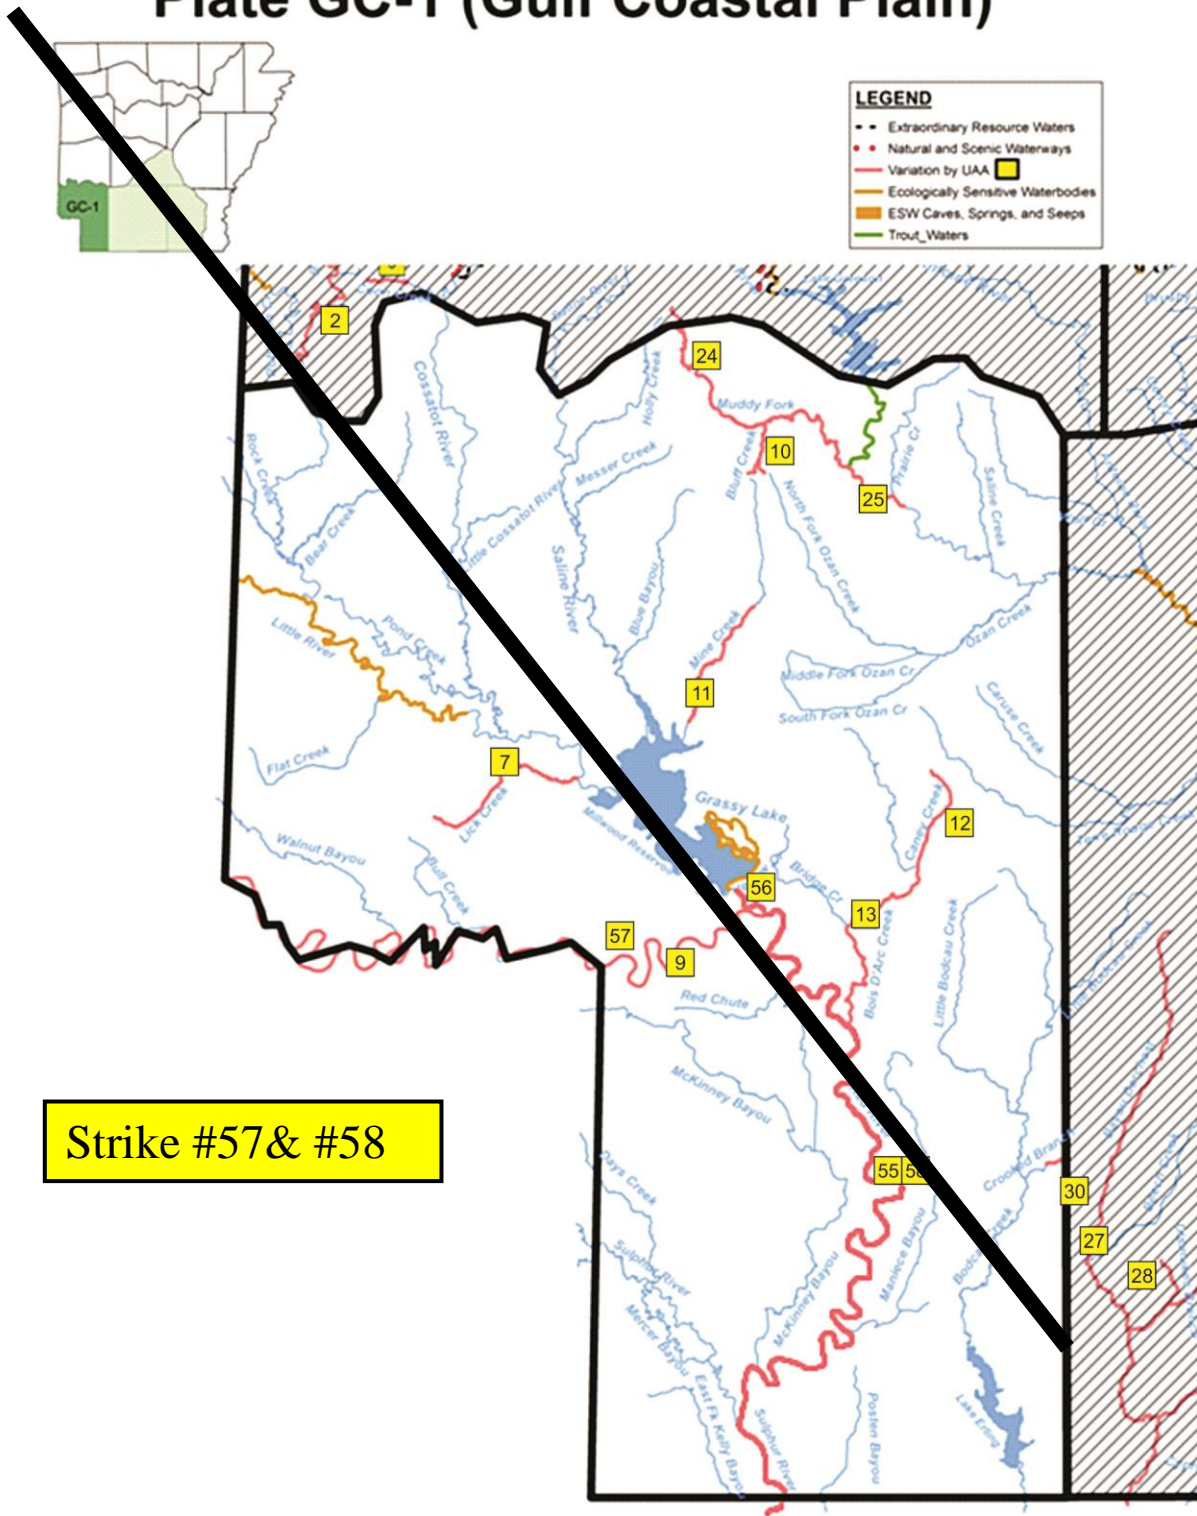 Plate GC-1 (Gulf Coastal Plain)
GC-1
LEGEND
Extraordinary Resource Waters
Natural and Scenic Waterways
Variation by UAA
Ecologically Sensitive Waterbodies
ESW Caves, Springs, and Seeps
Trout_Waters
2
24
Cossatot River
Holly Creek
Muddy Fork
10
Bluff Creek
Prairie Cr
25
Rock Creek
Messer Creek
Saline Creek
Bear Creek
Little Cossatot River
North Fork Ozan Creek
Saline River
Blue Bayou
Little River
Pond Creek
Mine Creek
Ozan Creek
Middle Fork Ozan Cr
11
South Fork Ozan Cr
Caruse Creek
Flat Creek
7
Lick Creek
Millwood Reservoir
Grassy Lake
Caney Creek
12
Walnut Bayou
Bull Creek
56
Bridge Cr
13
57
9
Bois D'Arc Creek
Little Bodcau Creek
Little Bodcau Creek
Red Chute
McKinney Bayou
Strike #57& #58
Days Creek
55
58
Crooked Branch
30
27
28
Sulphur River
Maniece Bayou
McKinney Bayou
Mercer Bayou
East Fk Kelly Bayou
Sulphur River
Posten Bayou
Lake Erling